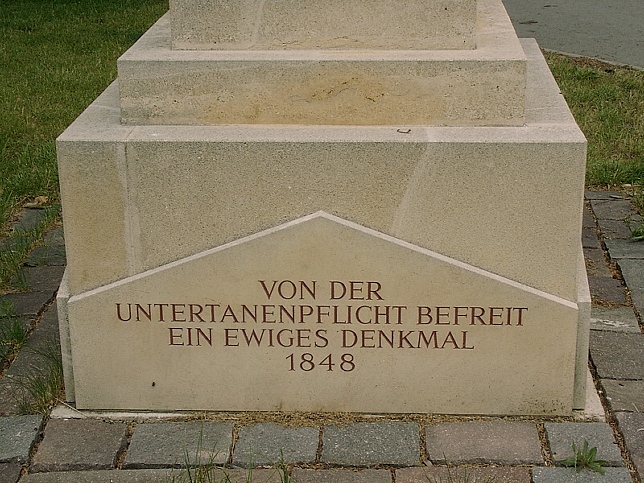 VON DER
UNTERTANENPFLICHT BEFREIT
EIN EWIGES DENKMAL
1848